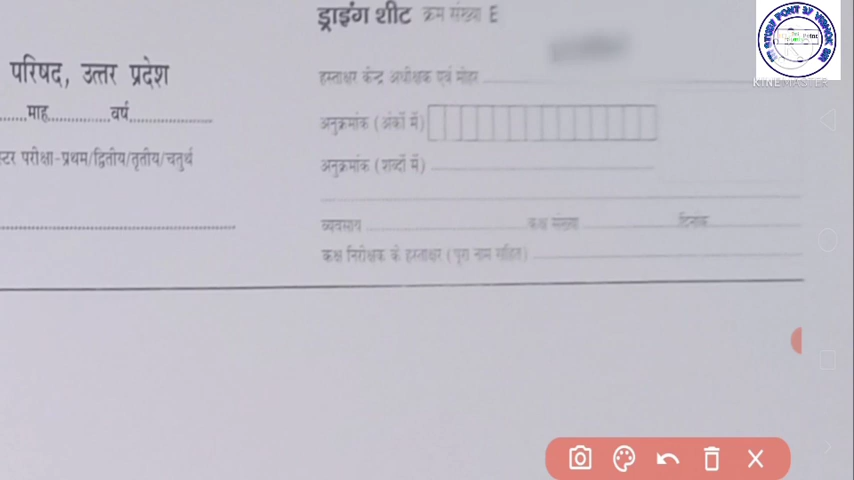 ड्राइंग शीट क्रम संख्या E
परिषद, उत्तर प्रदेश
हस्ताक्षर केन्द्र अधीक्षक एवं मोहर
......माह..............वर्ष...................
अनुक्रमांक (अंकों में)
स्टर परीक्षा-प्रथम/द्वितीय/तृतीय/चतुर्थ
अनुक्रमांक (शब्दों में)
व्यवसाय कक्ष संख्या दिनांक
कक्ष निरीक्षक के हस्ताक्षर (पूरा नाम सहित)
KINEMASTER